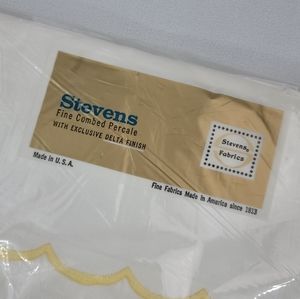 Stevens
Fine Combed Percale
WITH EXCLUSIVE DELTA FINISH
Stevens
Fabrics
Made in U.S.A.
Fine Fabrics Made in America since 1813